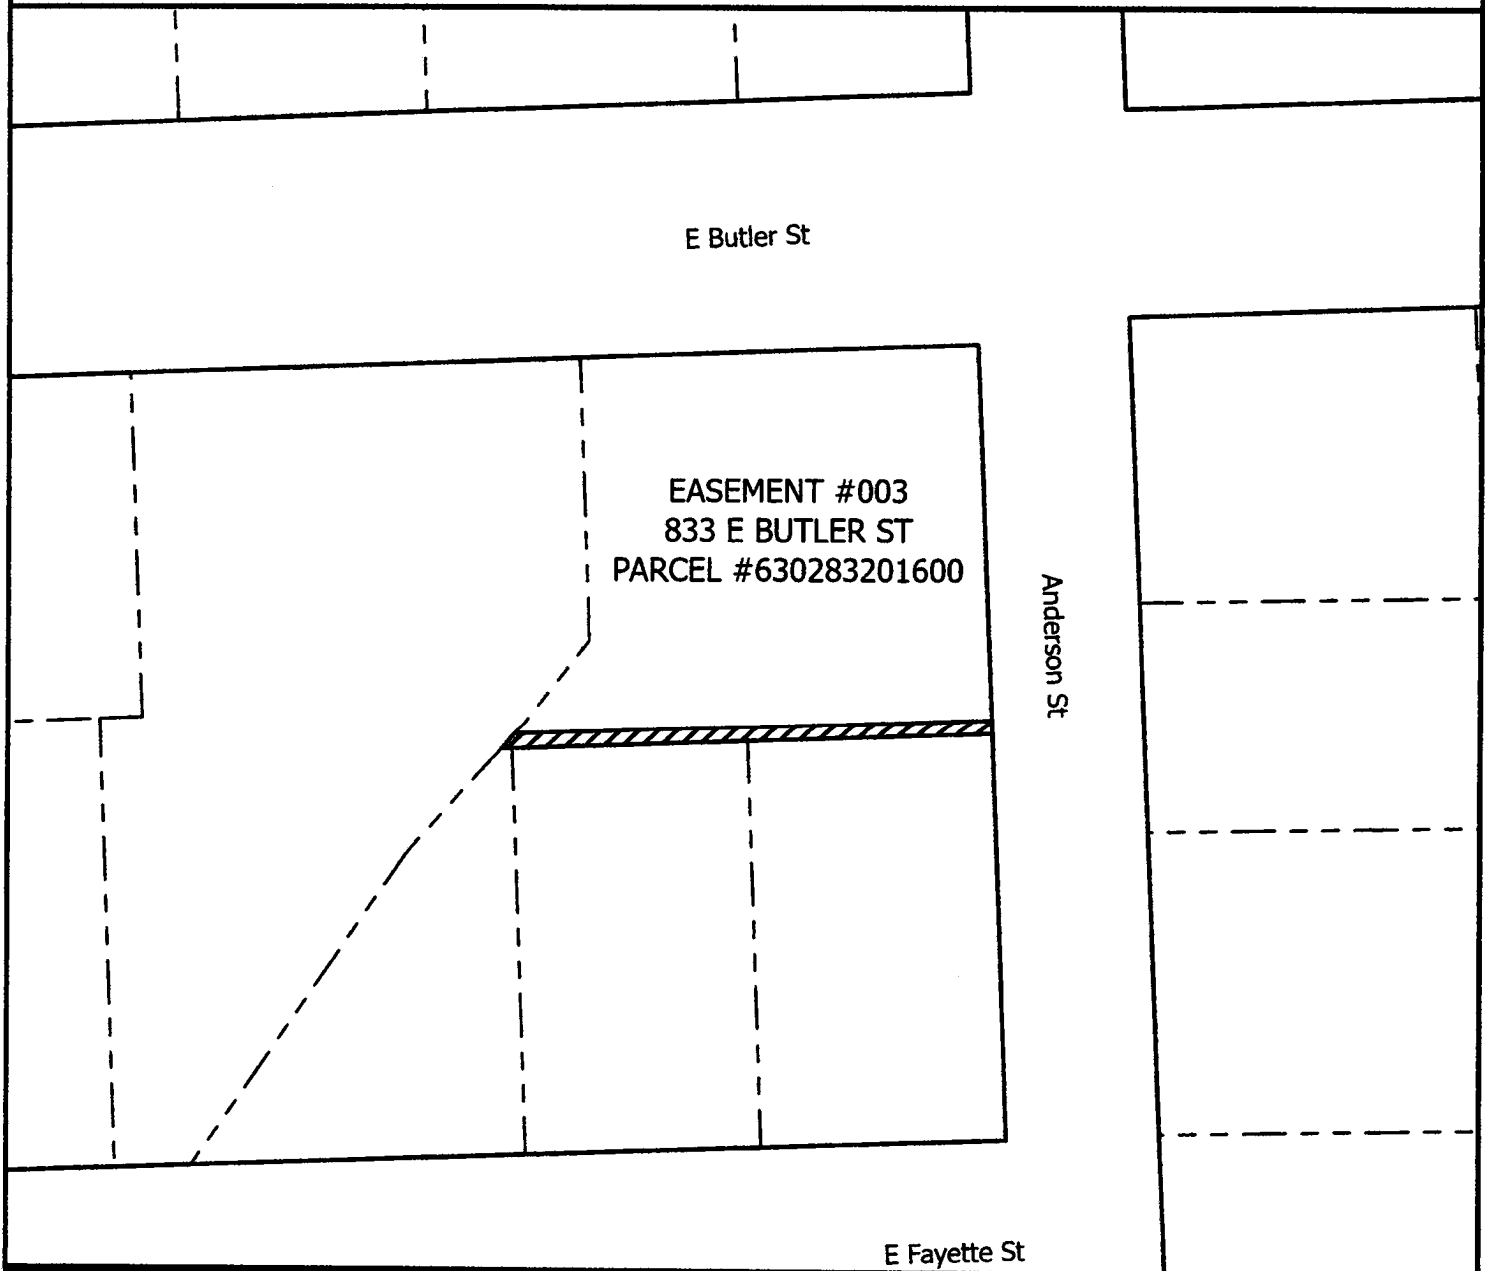 E Butler St
EASEMENT #003
833 E BUTLER ST
PARCEL #630283201600
Anderson St
E Fayette St